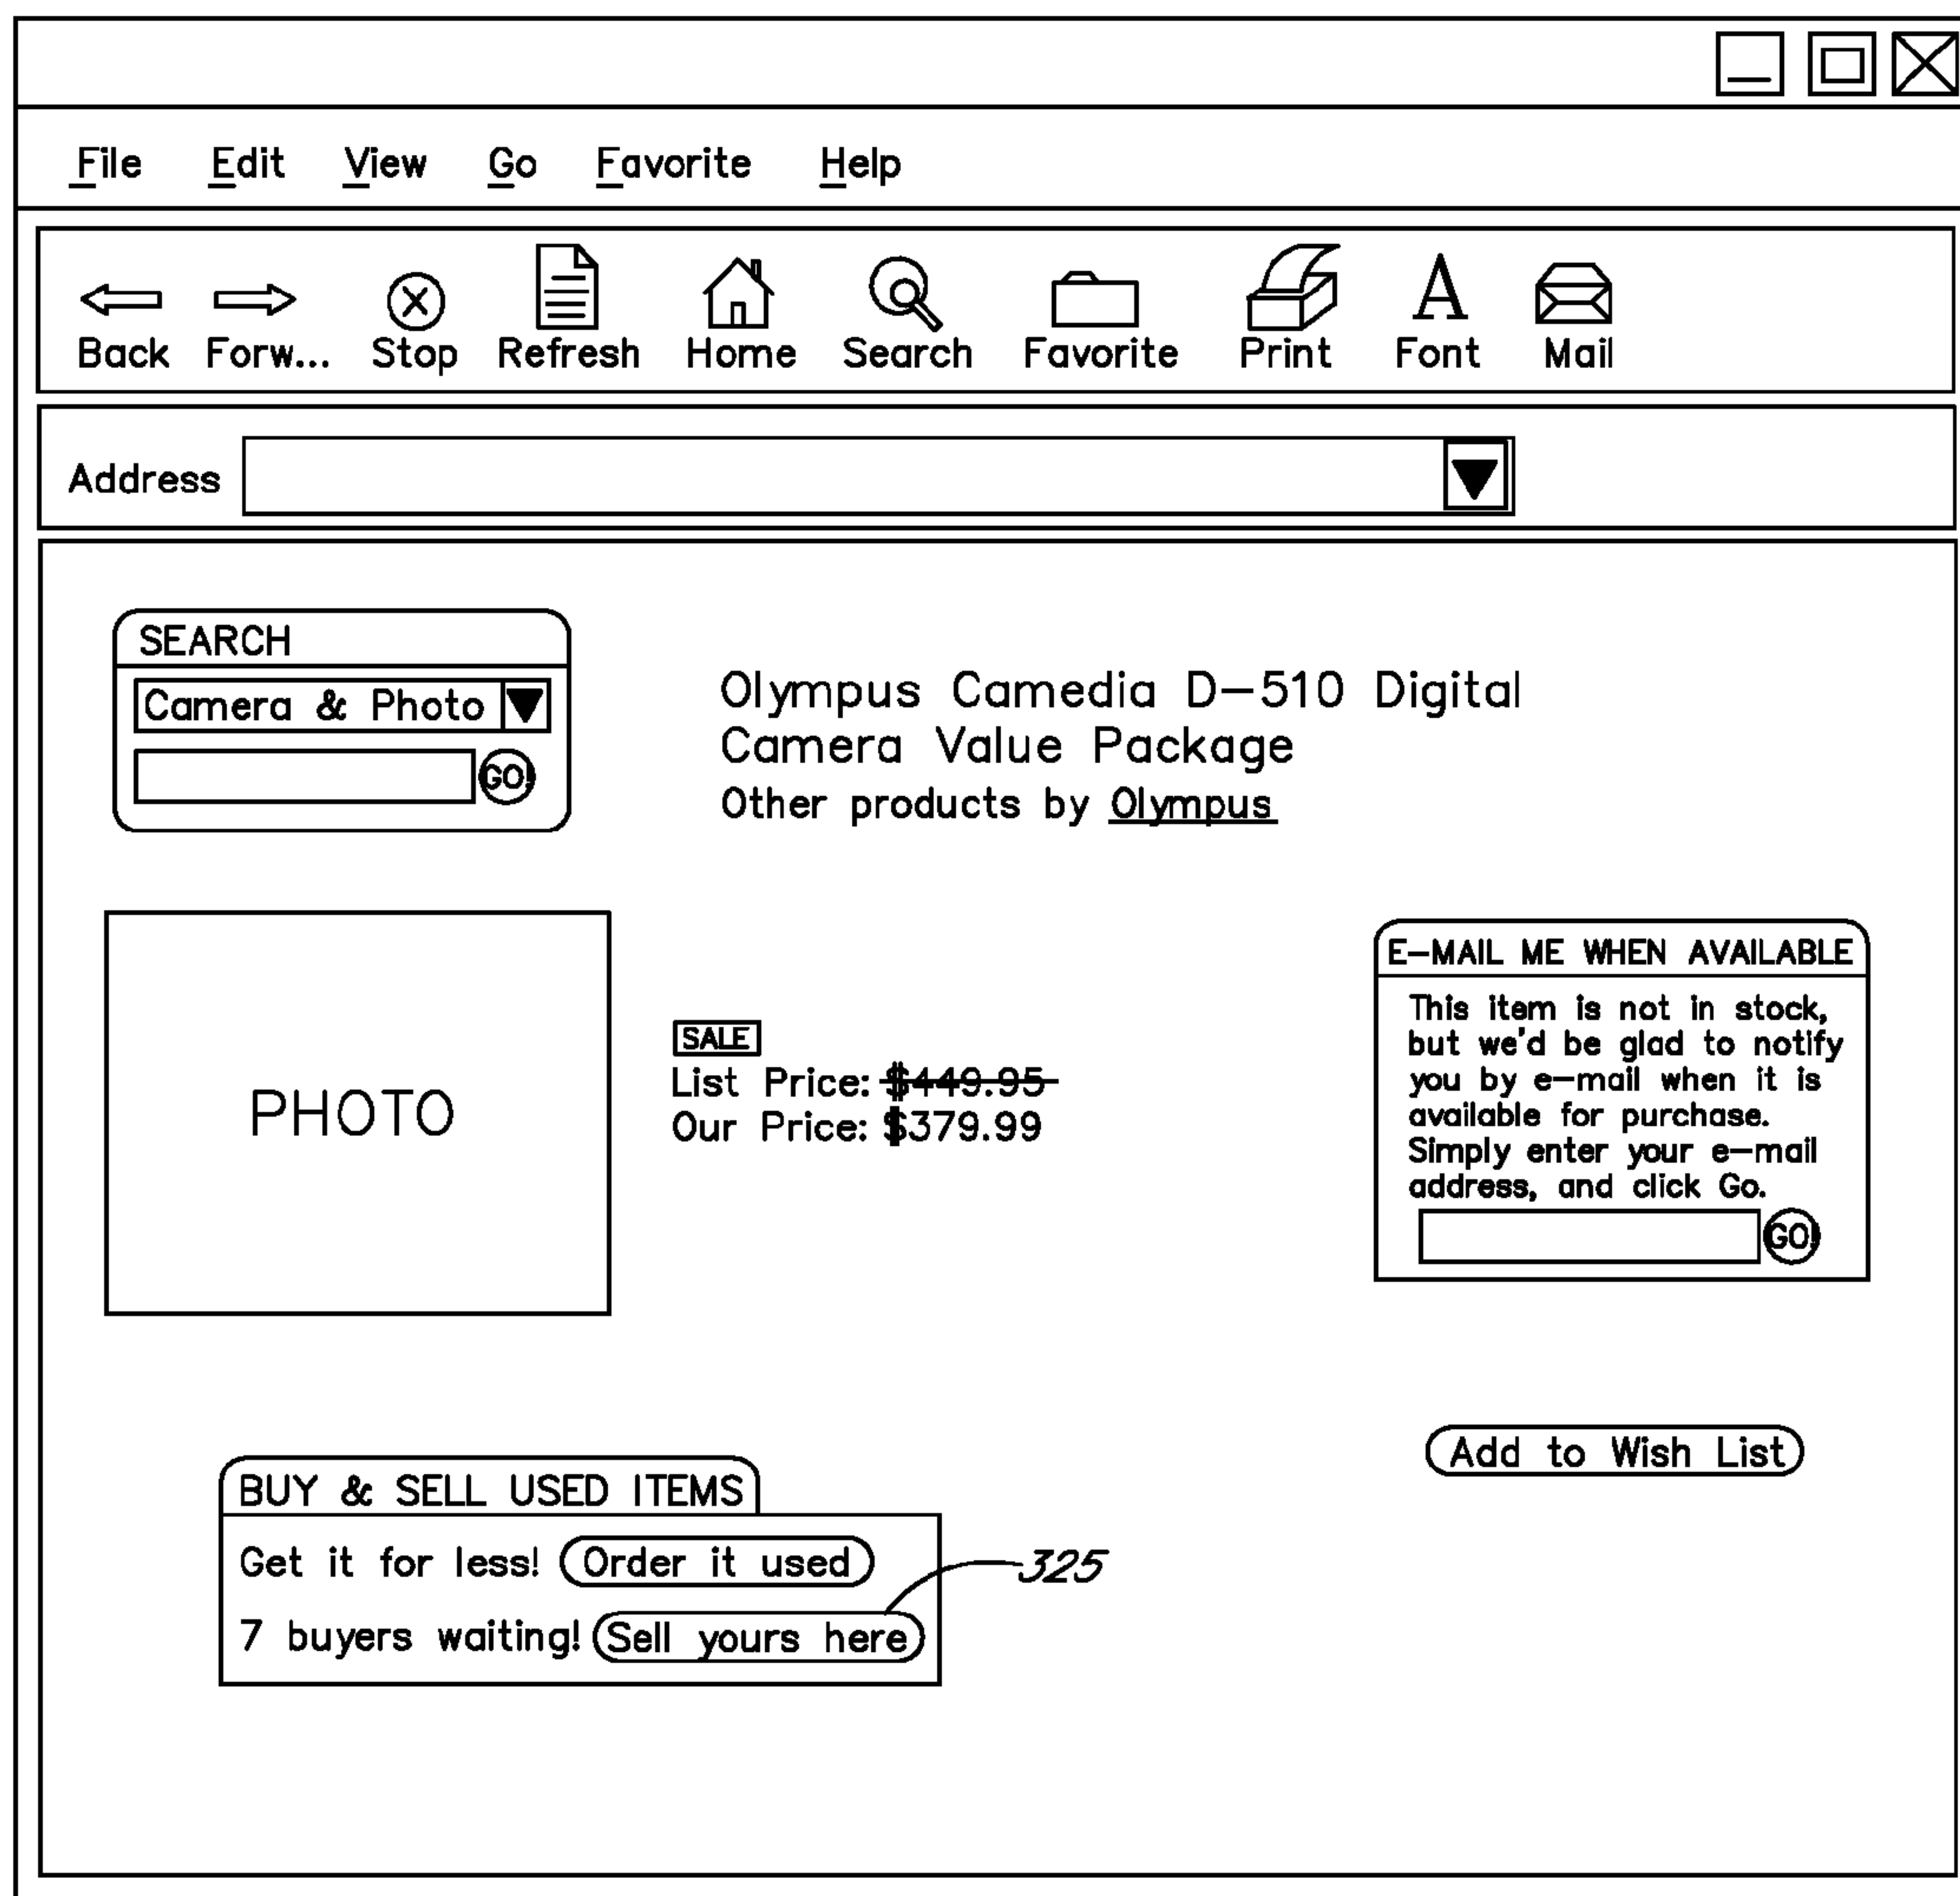 File Edit View Go Favorite Help
Back Forw... Stop Refresh Home Search Favorite Print A Font Mail
Address
SEARCH
Camera & Photo
GO!
Olympus Camedia D-510 Digital
Camera Value Package
Other products by Olympus
PHOTO
SALE
List Price: $449.95
Our Price: $379.99
E-MAIL ME WHEN AVAILABLE
This item is not in stock,
but we'd be glad to notify
you by e-mail when it is
available for purchase.
Simply enter your e-mail
address, and click Go.
GO!
Add to Wish List
BUY & SELL USED ITEMS
Get it for less! Order it used
325
7 buyers waiting! Sell yours here